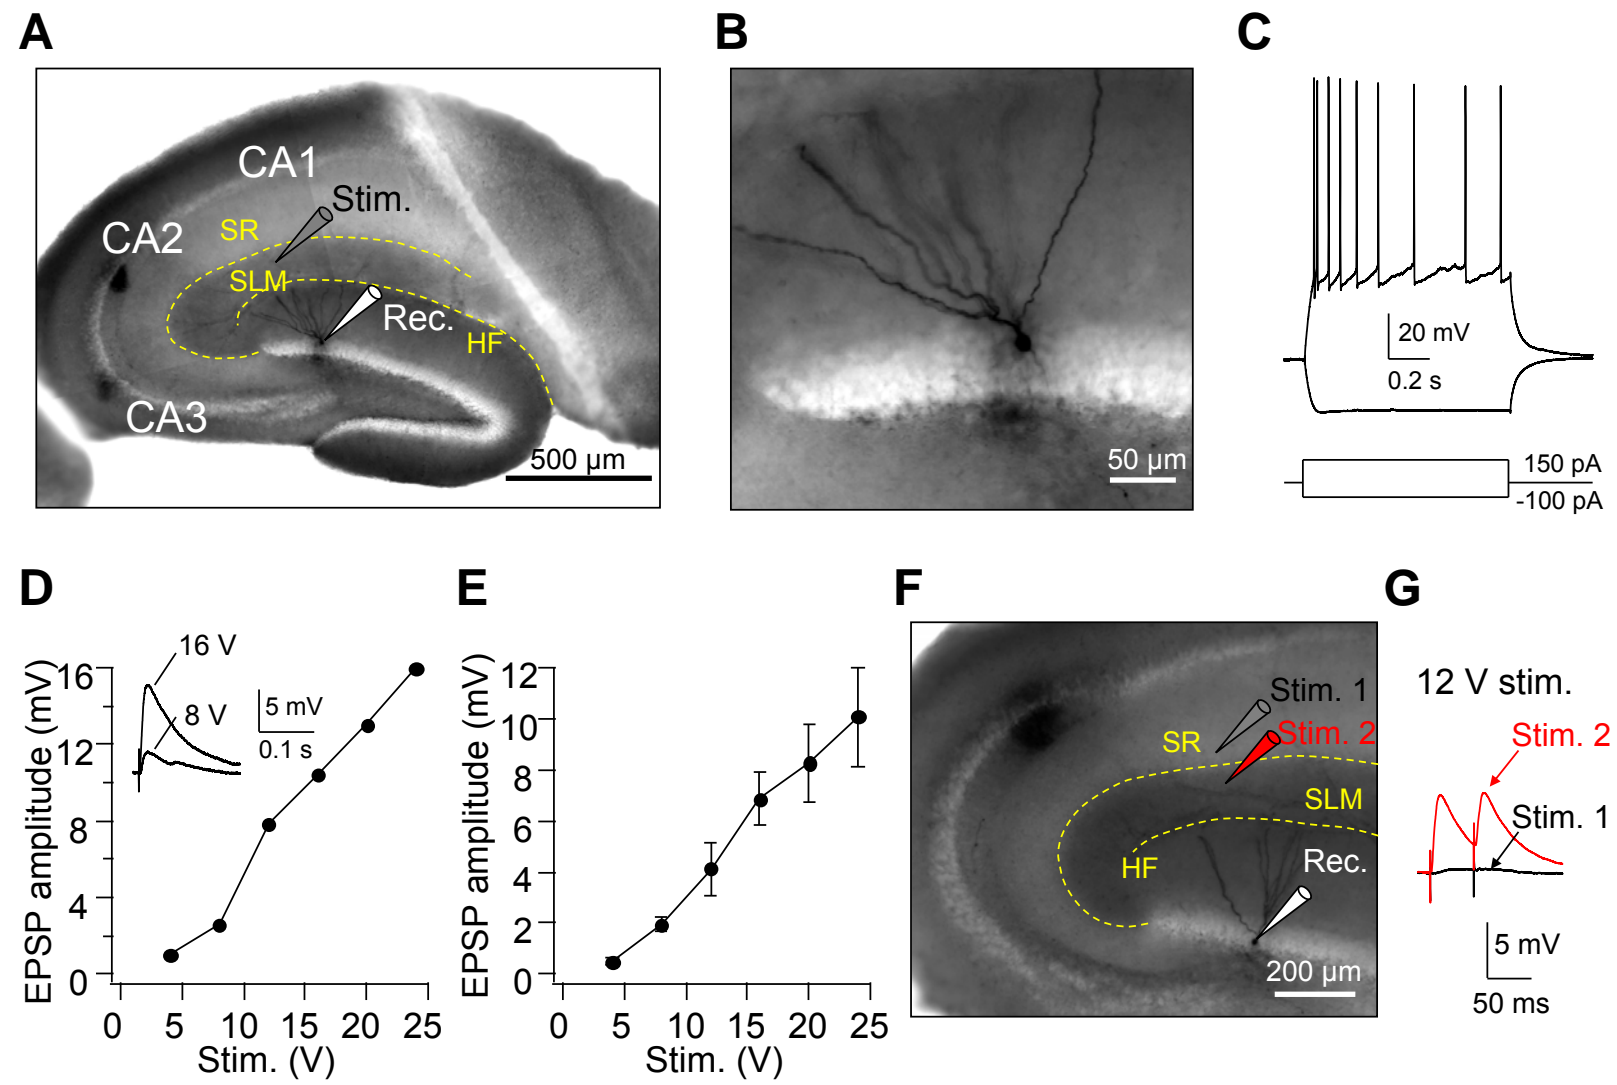 A
CA1
Stim.
SR
CA2
SLM
Rec.
HF
CA3
500 µm
B
50 µm
C
20 mV
0.2 s
150 pA
-100 pA
D
16 V
8 V
5 mV
0.1 s
EPSP amplitude (mV)
16
12
8
4
0
0 5 10 15 20 25
Stim. (V)
E
EPSP amplitude (mV)
12
10
8
6
4
2
0
0 5 10 15 20 25
Stim. (V)
F
Stim. 1
Stim. 2
SR
SLM
HF
Rec.
200 µm
G
12 V stim.
Stim. 2
Stim. 1
5 mV
50 ms